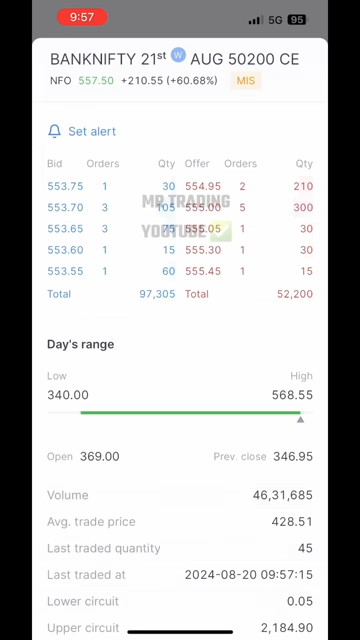 9:57
5G 95
BANKNIFTY 21st W AUG 50200 CE
NFO 557.50 +210.55 (+60.68%) MIS
Set alert
Bid Orders Qty Offer Orders Qty
553.75 1 30 554.95 2 210
553.70 3 105 555.00 5 300
553.65 3 75 555.05 1 30
553.60 1 15 555.30 1 30
553.55 1 60 555.45 1 15
MR TRADING
YOUTUBE
Total 97,305 Total 52,200
Day's range
Low High
340.00 568.55
Open 369.00 Prev. close 346.95
Volume 46,31,685
Avg. trade price 428.51
Last traded quantity 45
Last traded at 2024-08-20 09:57:15
Lower circuit 0.05
Upper circuit 2,184.90